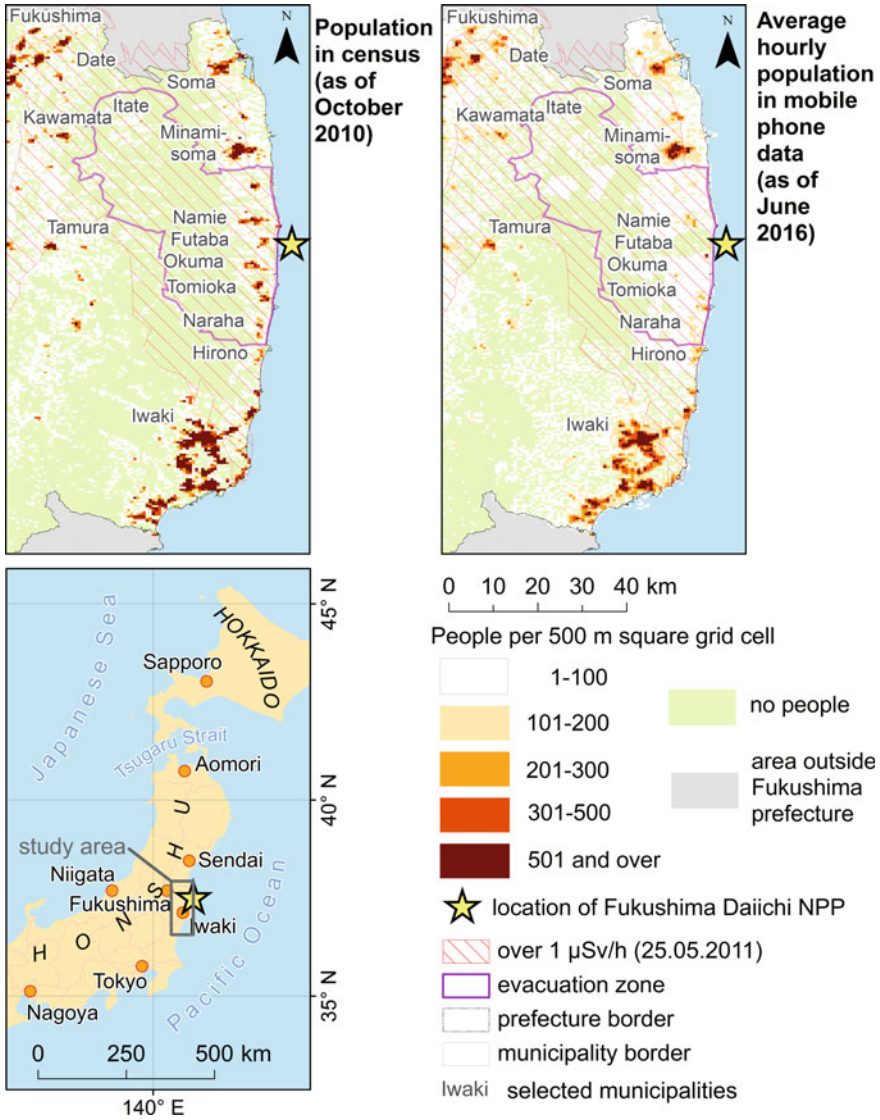 Fukushima
Date
Soma
Itate
Kawamata
Minami-
soma
Namie
Tamura
Futaba
Okuma
Tomioka
Naraha
Hirono
Iwaki
N
Population
in census
(as of
October
2010)
Fukushima
Date
Soma
Itate
Kawamata
Minami-
soma
Namie
Tamura
Futaba
Okuma
Tomioka
Naraha
Hirono
Iwaki
N
Average
hourly
population
in mobile
phone
data
(as of
June
2016)
Japanese Sea
HOKKAIDO
Sapporo
Tsugaru Strait
Aomori
HONSHU
study area
Sendai
Niigata
Fukushima
Iwaki
Tokyo
Nagoya
Pacific Ocean
0 250 500 km
45° N
40° N
35° N
140° E
0 10 20 30 40 km
People per 500 m square grid cell
1-100
101-200
201-300
301-500
501 and over
no people
area outside
Fukushima
prefecture
location of Fukushima Daiichi NPP
over 1 µSv/h (25.05.2011)
evacuation zone
prefecture border
municipality border
Iwaki selected municipalities